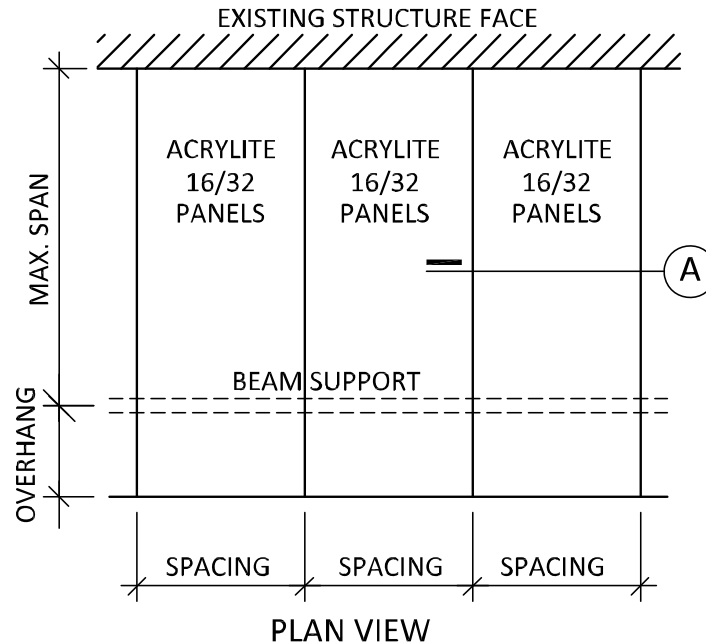 EXISTING STRUCTURE FACE
ACRYLITE
16/32
PANELS
ACRYLITE
16/32
PANELS
ACRYLITE
16/32
PANELS
MAX. SPAN
A
BEAM SUPPORT
OVERHANG
SPACING
SPACING
SPACING
PLAN VIEW